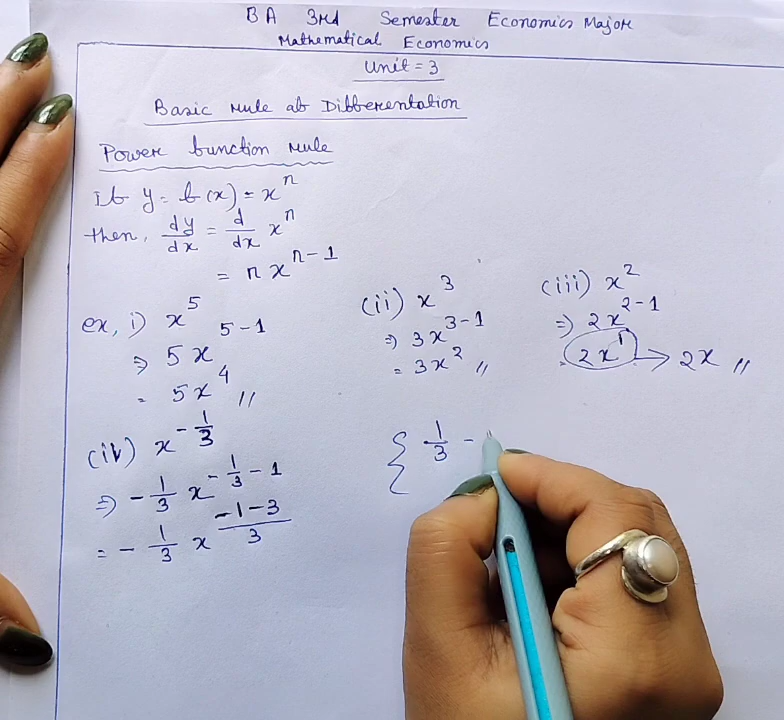 BA 3rd Semester Economics Major
Mathematical Economics
Unit = 3
Basic rule of Differentation
Power function rule
If y = f(x) = x^n
then, dy/dx = d/dx x^n
= n x^{n-1}
ex, i) x^5
⇒ 5x^{5-1}
= 5x^4 //
(ii) x^3
⇒ 3x^{3-1}
= 3x^2 //
(iii) x^2
⇒ 2x^{2-1}
= 2x^1 → 2x //
(iv) x^{-1/3}
⇒ -1/3 x^{-1/3 - 1}
= -1/3 x^{(-1-3)/3}
{ 1/3 -